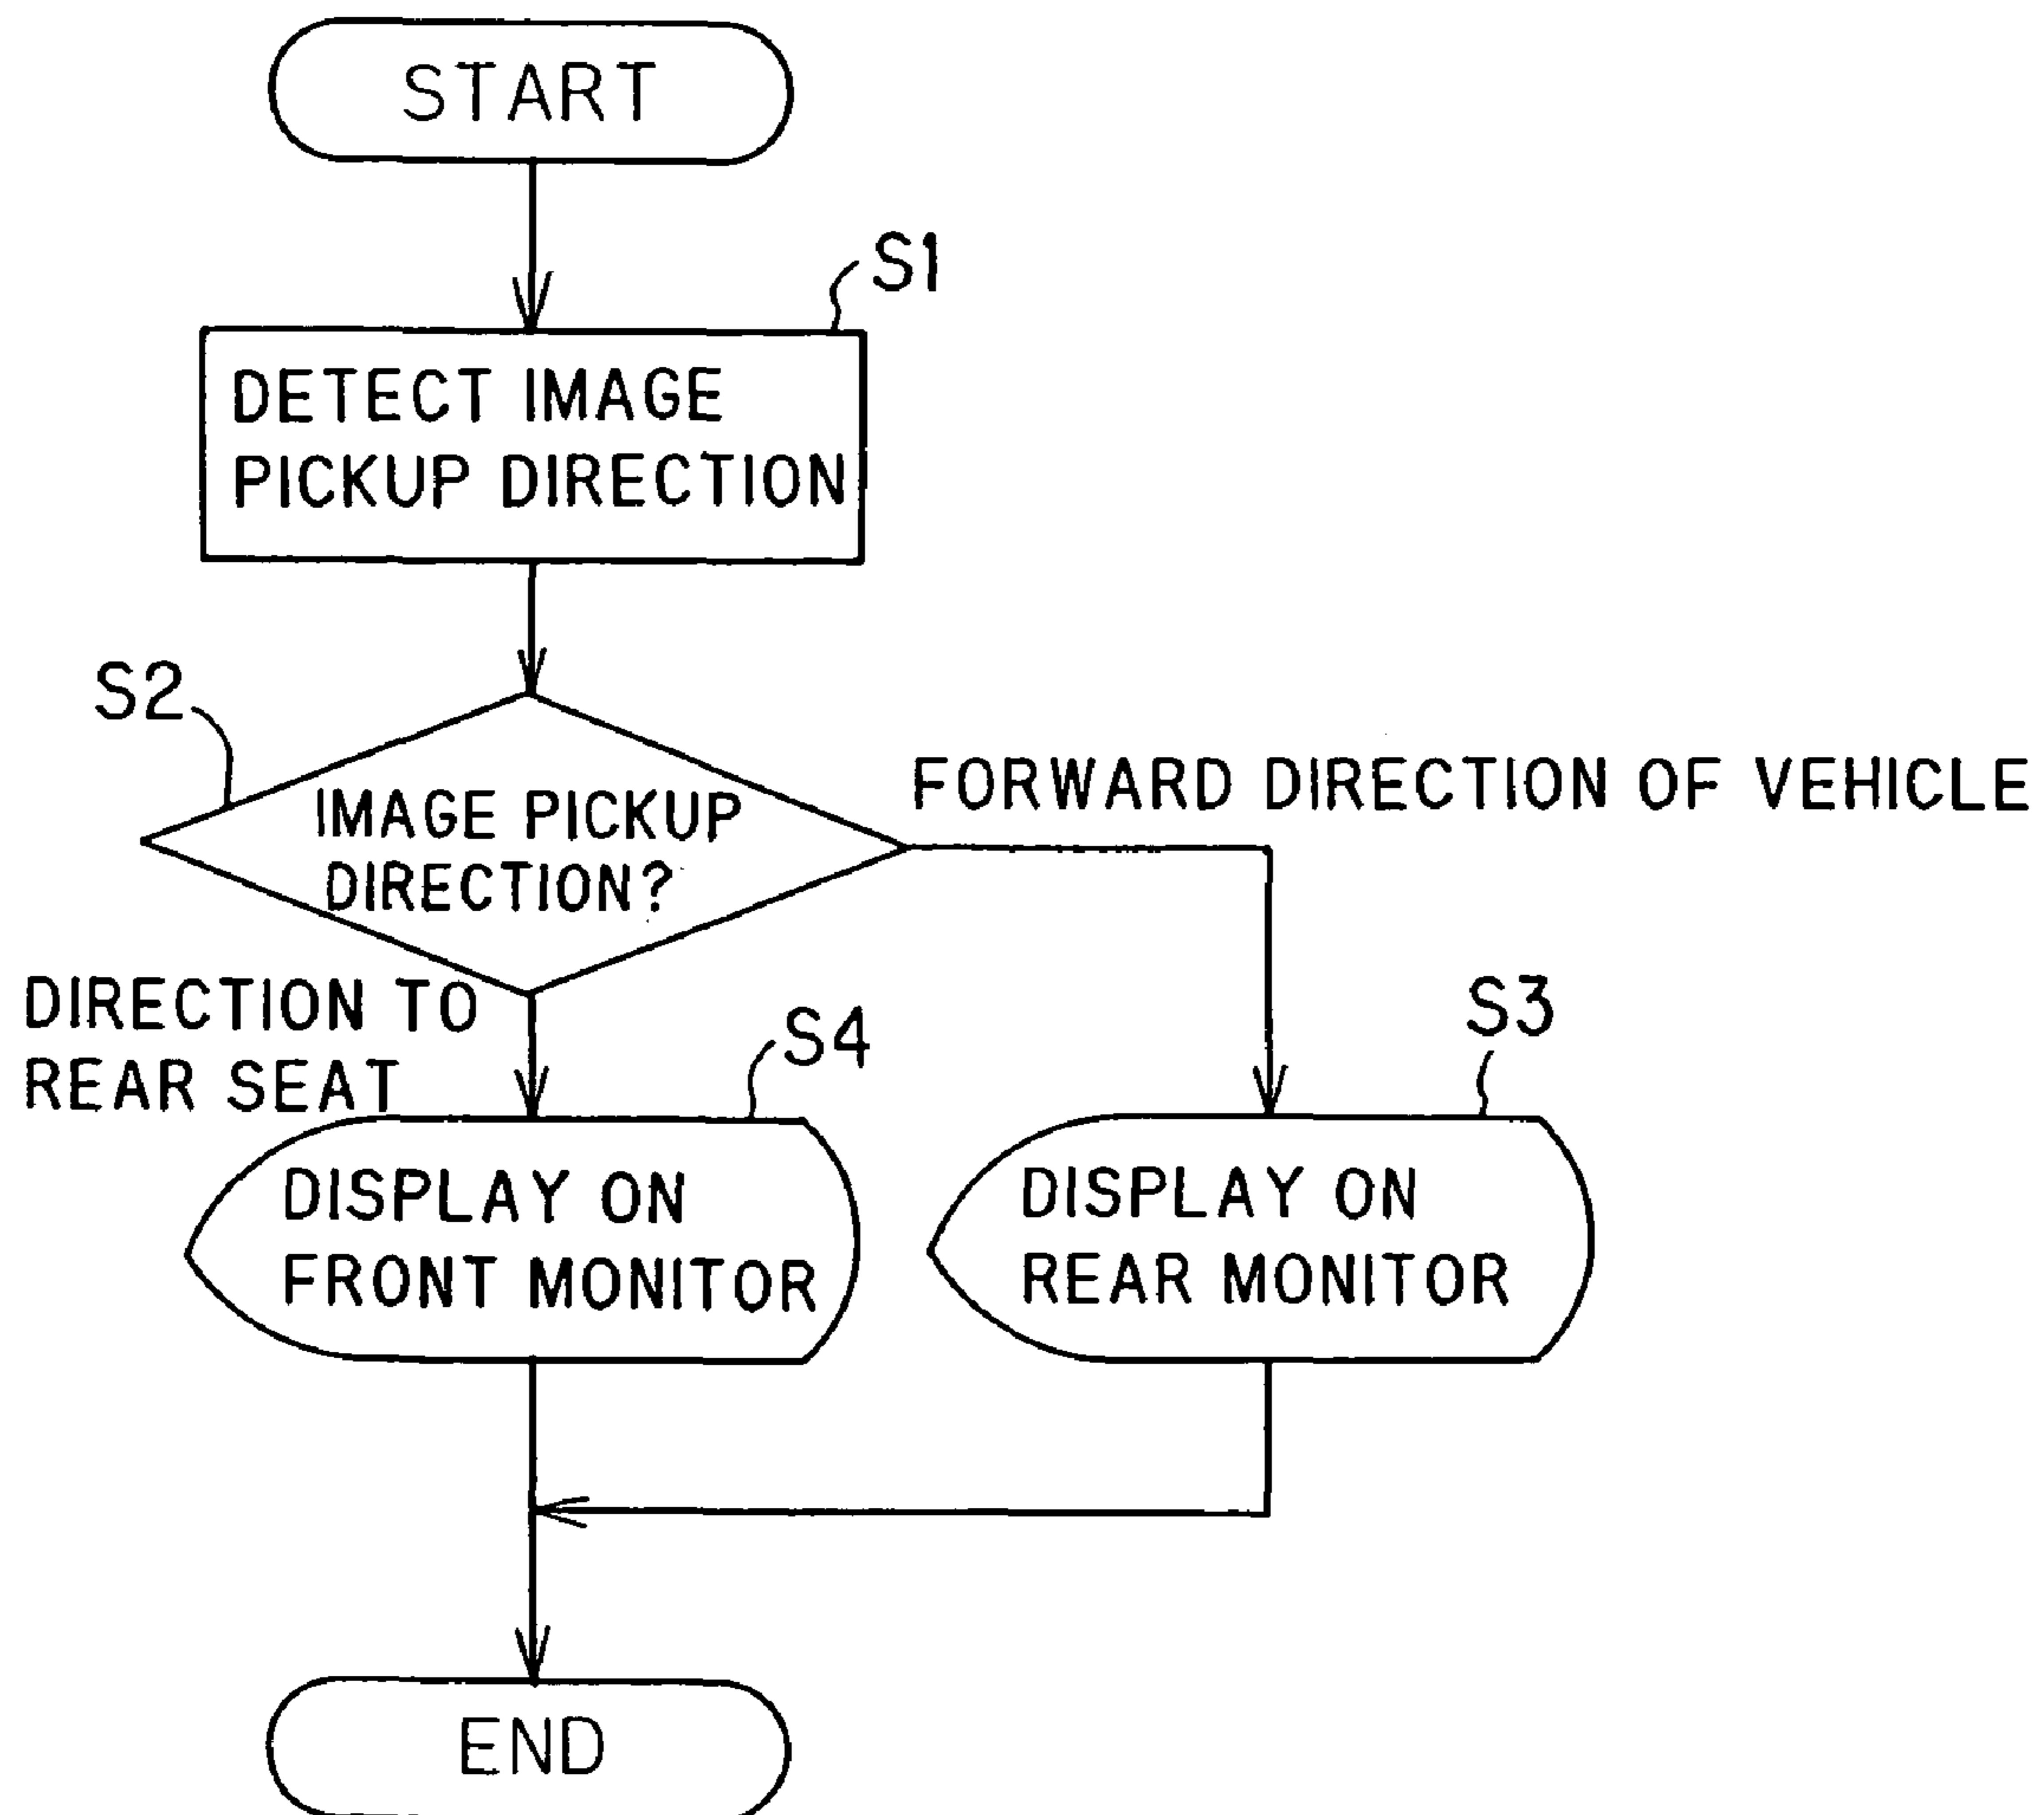 START
S1
DETECT IMAGE
PICKUP DIRECTION
S2
FORWARD DIRECTION OF VEHICLE
IMAGE PICKUP
DIRECTION?
DIRECTION TO
REAR SEAT
S4
S3
DISPLAY ON
FRONT MONITOR
DISPLAY ON
REAR MONITOR
END